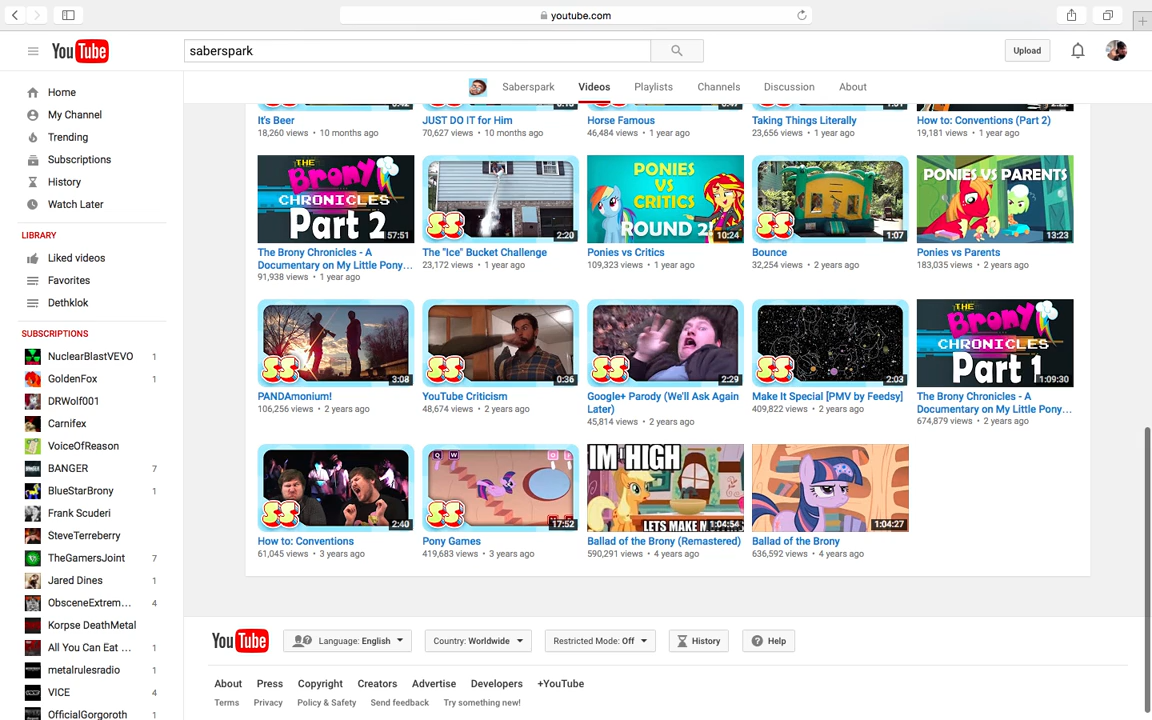 youtube.com
YouTube
saberspark
Upload
Saberspark Videos Playlists Channels Discussion About
Home
My Channel
Trending
Subscriptions
History
Watch Later
LIBRARY
Liked videos
Favorites
Dethklok
SUBSCRIPTIONS
NuclearBlastVEVO 1
GoldenFox 1
DRWolf001
Carnifex
VoiceOfReason
BANGER 7
BlueStarBrony 1
Frank Scuderi
SteveTerreberry
TheGamersJoint 7
Jared Dines 1
ObsceneExtrem... 4
Korpse DeathMetal
All You Can Eat ... 1
metalrulesradio 1
VICE 4
OfficialGorgoroth 1
It's Beer
18,260 views • 10 months ago
JUST DO IT for Him
70,627 views • 10 months ago
Horse Famous
46,484 views • 1 year ago
Taking Things Literally
23,656 views • 1 year ago
How to: Conventions (Part 2)
19,181 views • 1 year ago
THE
Brony
CHRONICLES
Part 2
57:51
The Brony Chronicles - A
Documentary on My Little Pony...
91,938 views • 1 year ago
SS
2:20
The "Ice" Bucket Challenge
23,172 views • 1 year ago
PONIES
VS
CRITICS
ROUND 2!
10:24
Ponies vs Critics
109,323 views • 1 year ago
SS
1:07
Bounce
32,254 views • 2 years ago
PONIES VS PARENTS
13:23
Ponies vs Parents
183,035 views • 2 years ago
SS
3:08
PANDAmonium!
106,256 views • 2 years ago
SS
0:36
YouTube Criticism
48,674 views • 2 years ago
SS
2:29
Google+ Parody (We'll Ask Again
Later)
45,814 views • 2 years ago
SS
2:03
Make It Special [PMV by Feedsy]
409,822 views • 2 years ago
THE
Brony
CHRONICLES
Part 1
1:09:30
The Brony Chronicles - A
Documentary on My Little Pony...
674,879 views • 2 years ago
SS
2:40
How to: Conventions
61,045 views • 3 years ago
Q W O P
SS
17:52
Pony Games
419,683 views • 3 years ago
IM HIGH
LETS MAKE
1:04:54
Ballad of the Brony (Remastered)
590,291 views • 4 years ago
1:04:27
Ballad of the Brony
636,592 views • 4 years ago
YouTube
Language: English
Country: Worldwide
Restricted Mode: Off
History
Help
About Press Copyright Creators Advertise Developers +YouTube
Terms Privacy Policy & Safety Send feedback Try something new!